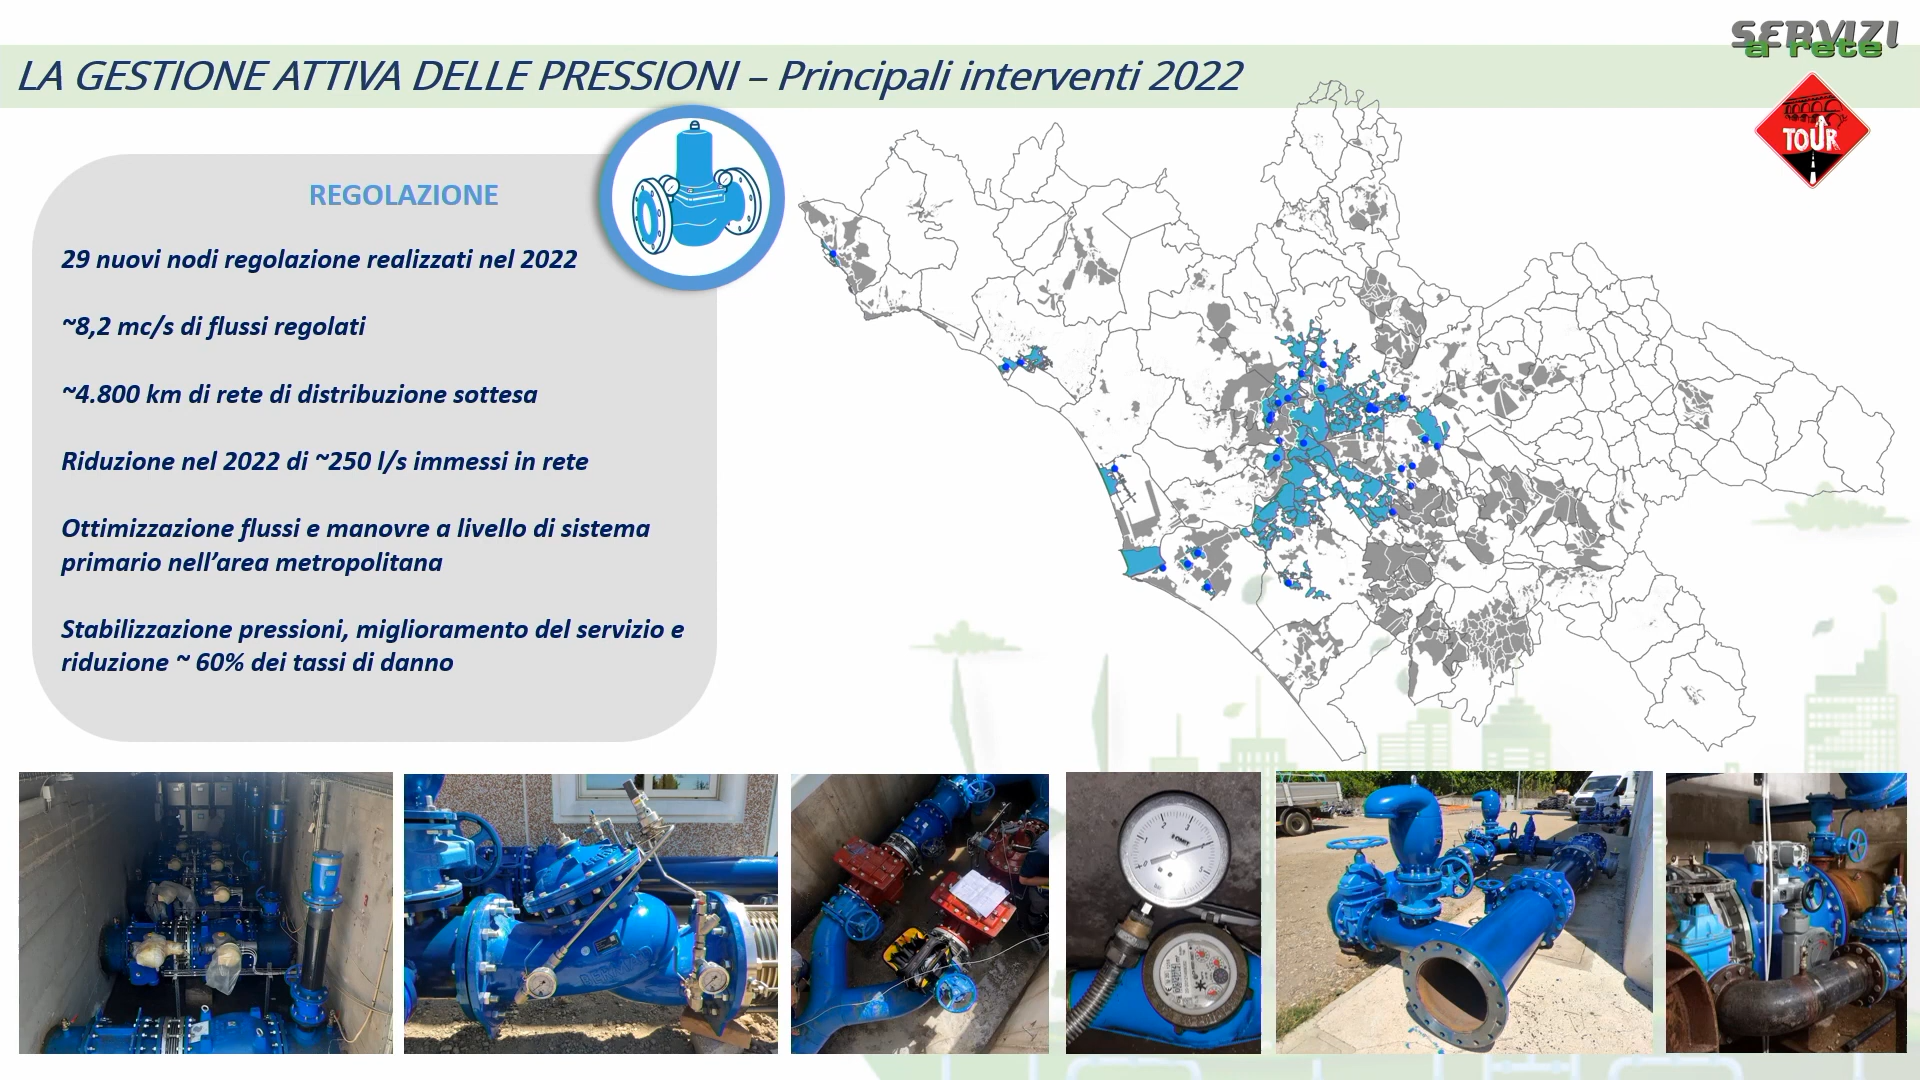 SERVIZI
a rete
LA GESTIONE ATTIVA DELLE PRESSIONI – Principali interventi 2022
TOUR
REGOLAZIONE
29 nuovi nodi regolazione realizzati nel 2022
~8,2 mc/s di flussi regolati
~4.800 km di rete di distribuzione sottesa
Riduzione nel 2022 di ~250 l/s immessi in rete
Ottimizzazione flussi e manovre a livello di sistema
primario nell’area metropolitana
Stabilizzazione pressioni, miglioramento del servizio e
riduzione ~ 60% dei tassi di danno